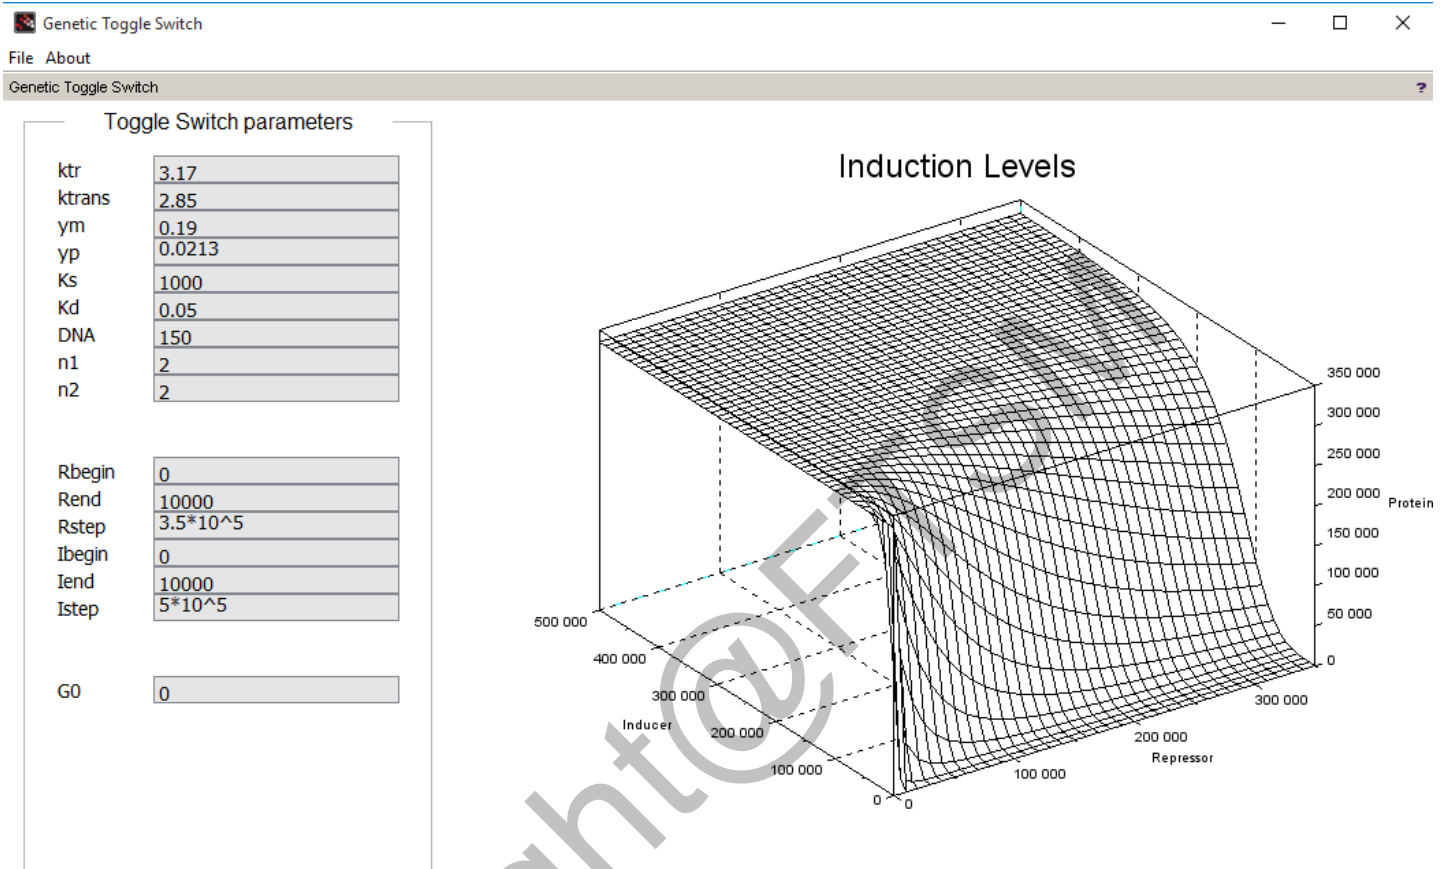 Genetic Toggle Switch
File About
Genetic Toggle Switch ?
Toggle Switch parameters
ktr 3.17
ktrans 2.85
ym 0.19
yp 0.0213
Ks 1000
Kd 0.05
DNA 150
n1 2
n2 2
Rbegin 0
Rend 10000
Rstep 3.5*10^5
Ibegin 0
Iend 10000
Istep 5*10^5
G0 0
Induction Levels
350 000
300 000
250 000
200 000
150 000
100 000
50 000
0
Protein
500 000
400 000
300 000
200 000
100 000
0
Inducer
0
100 000
200 000
300 000
Repressor
ght@FTSM